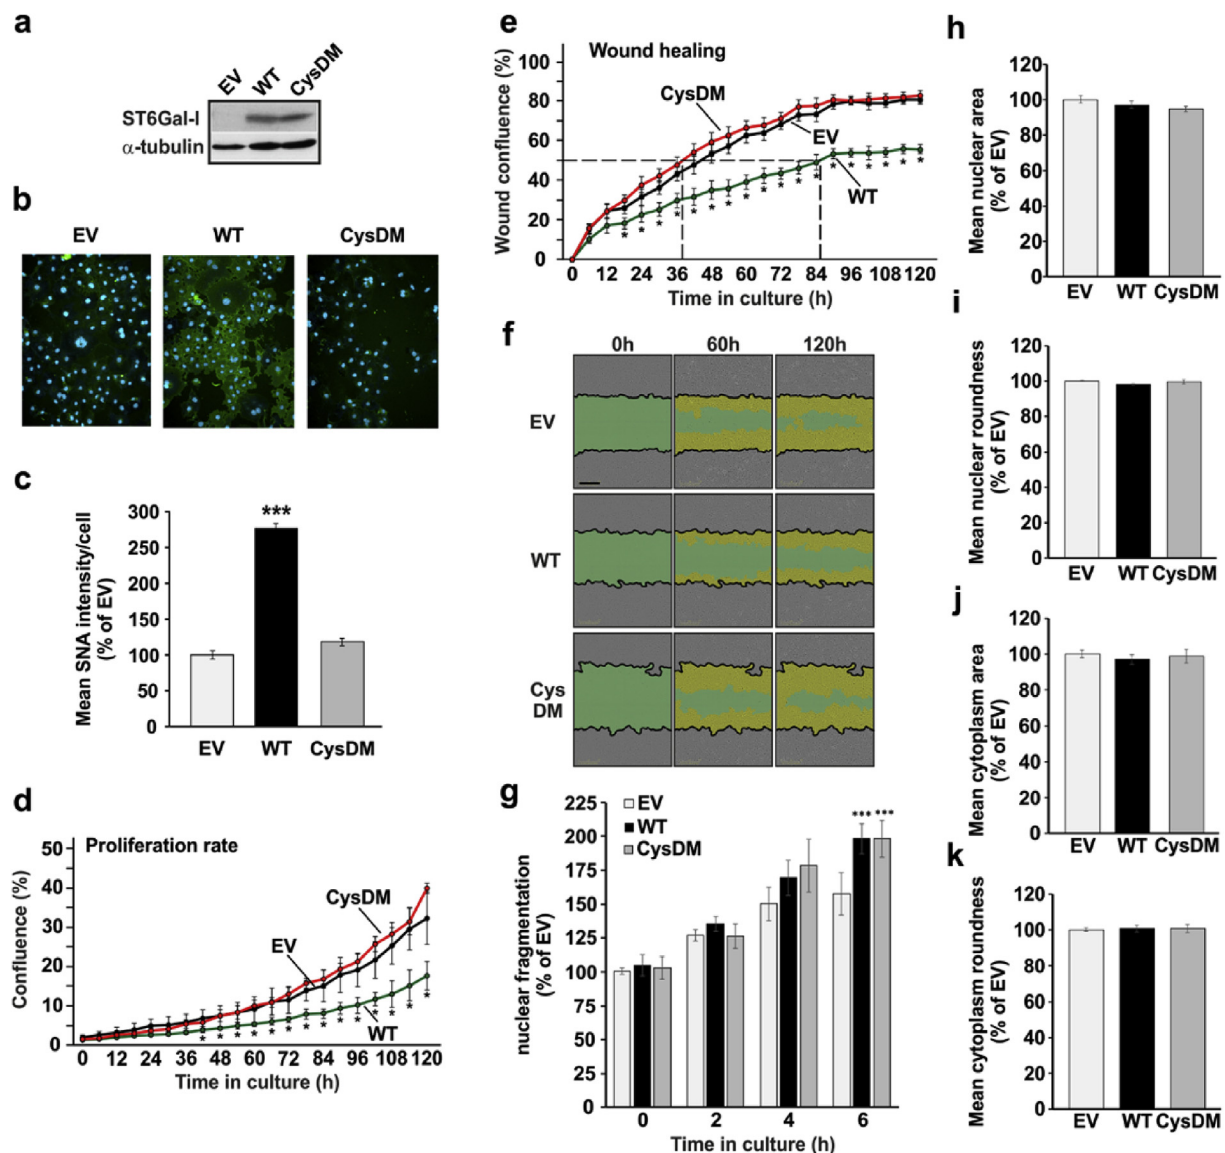 a
EV WT CysDM
ST6Gal-I
α-tubulin
b
EV WT CysDM
c
Mean SNA intensity/cell
(% of EV)
300
250
200
150
100
50
0
***
EV WT CysDM
d
Proliferation rate
Confluence (%)
50
40
30
20
10
0
CysDM
EV
WT
* * * * * * * * * * * * * *
0 12 24 36 48 60 72 84 96 108 120
Time in culture (h)
e
Wound healing
Wound confluence (%)
100
80
60
40
20
0
CysDM
EV
WT
* * * * * * * * * * * * * * * * * *
0 12 24 36 48 60 72 84 96 108 120
Time in culture (h)
f
0h 60h 120h
EV
WT
Cys
DM
g
nuclear fragmentation
(% of EV)
225
200
175
150
125
100
75
50
25
0
EV
WT
CysDM
*** ***
0 2 4 6
Time in culture (h)
h
Mean nuclear area
(% of EV)
120
100
80
60
40
20
0
EV WT CysDM
i
Mean nuclear roundness
(% of EV)
120
100
80
60
40
20
0
EV WT CysDM
j
Mean cytoplasm area
(% of EV)
120
100
80
60
40
20
0
EV WT CysDM
k
Mean cytoplasm roundness
(% of EV)
120
100
80
60
40
20
0
EV WT CysDM